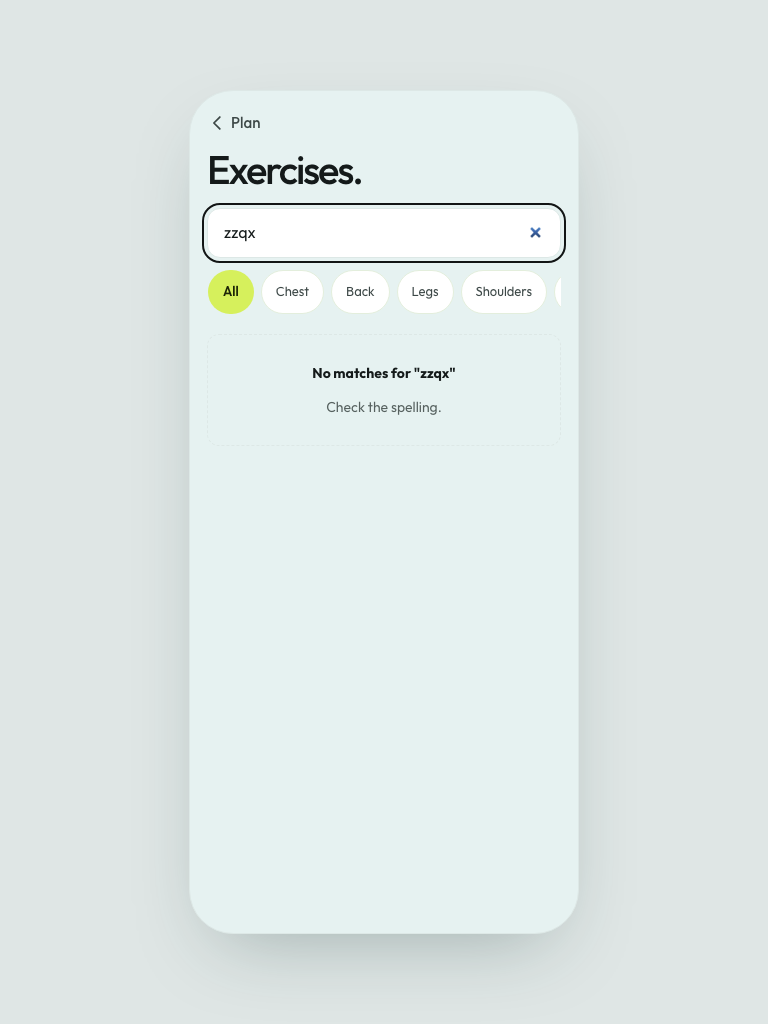 Plan
Exercises.
zzqx
All
Chest
Back
Legs
Shoulders
No matches for "zzqx"
Check the spelling.